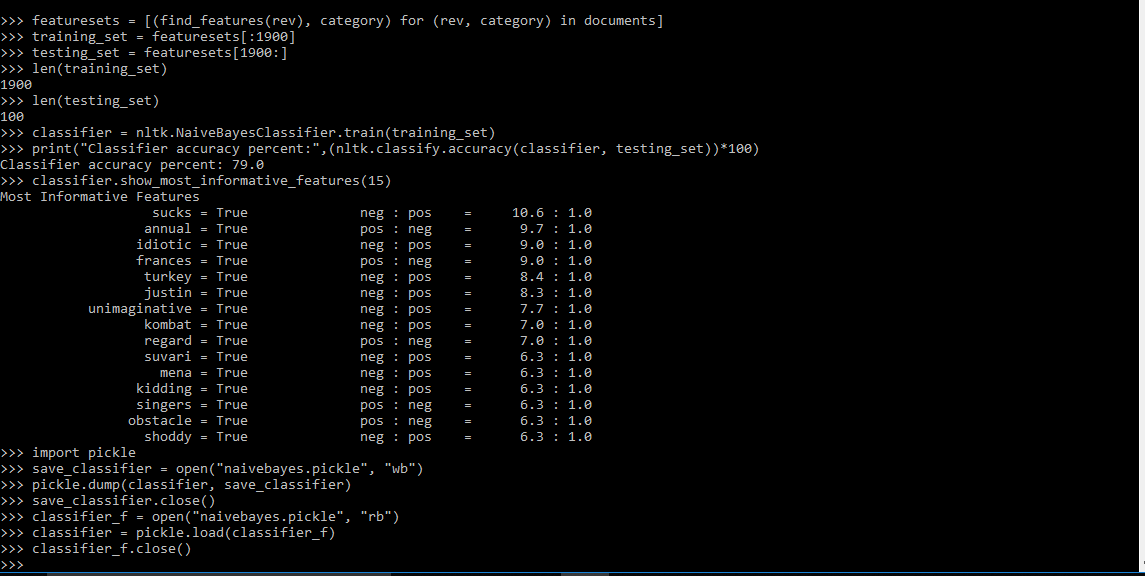 >>> featuresets = [(find_features(rev), category) for (rev, category) in documents]
>>> training_set = featuresets[:1900]
>>> testing_set = featuresets[1900:]
>>> len(training_set)
1900
>>> len(testing_set)
100
>>> classifier = nltk.NaiveBayesClassifier.train(training_set)
>>> print("Classifier accuracy percent:",(nltk.classify.accuracy(classifier, testing_set))*100)
Classifier accuracy percent: 79.0
>>> classifier.show_most_informative_features(15)
Most Informative Features
                   sucks = True              neg : pos    =     10.6 : 1.0
                  annual = True              pos : neg    =      9.7 : 1.0
                 idiotic = True              neg : pos    =      9.0 : 1.0
                 frances = True              pos : neg    =      9.0 : 1.0
                  turkey = True              neg : pos    =      8.4 : 1.0
                  justin = True              neg : pos    =      8.3 : 1.0
           unimaginative = True              neg : pos    =      7.7 : 1.0
                  kombat = True              neg : pos    =      7.0 : 1.0
                  regard = True              pos : neg    =      7.0 : 1.0
                  suvari = True              neg : pos    =      6.3 : 1.0
                    mena = True              neg : pos    =      6.3 : 1.0
                 kidding = True              neg : pos    =      6.3 : 1.0
                 singers = True              pos : neg    =      6.3 : 1.0
                obstacle = True              pos : neg    =      6.3 : 1.0
                  shoddy = True              neg : pos    =      6.3 : 1.0
>>> import pickle
>>> save_classifier = open("naivebayes.pickle", "wb")
>>> pickle.dump(classifier, save_classifier)
>>> save_classifier.close()
>>> classifier_f = open("naivebayes.pickle", "rb")
>>> classifier = pickle.load(classifier_f)
>>> classifier_f.close()
>>>